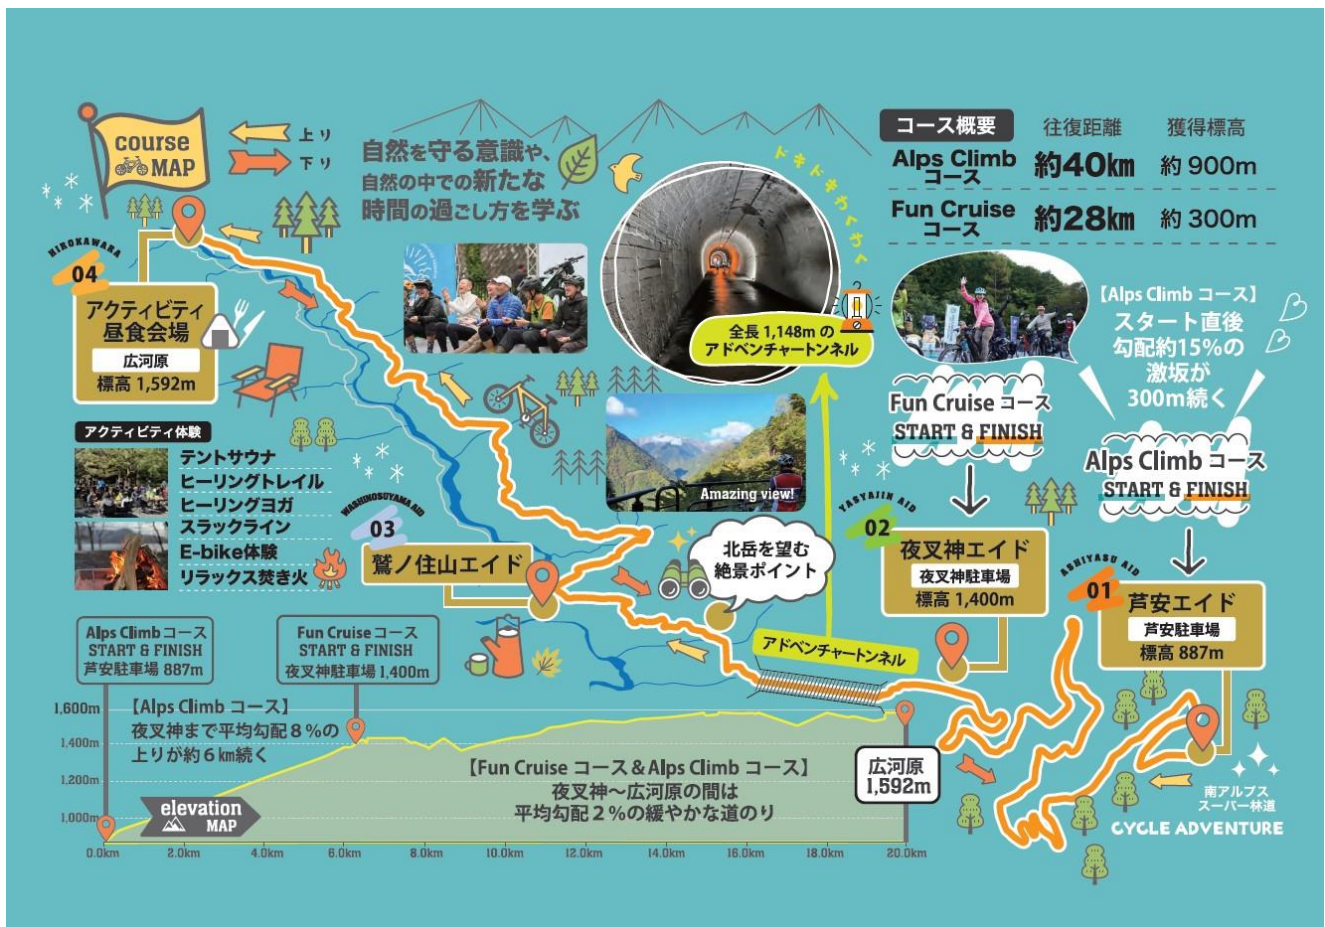 course
MAP
上り
下り
自然を守る意識や、
自然の中での新たな
時間の過ごし方を学ぶ
ドキドキわくわく
コース概要 往復距離 獲得標高
Alps Climb
コース
約40km 約900m
Fun Cruise
コース
約28km 約300m
HIROKAWARA
04
アクティビティ
昼食会場
広河原
標高 1,592m
全長 1,148m の
アドベンチャートンネル
【Alps Climb コース】
スタート直後
勾配約15%の
激坂が
300m続く
Fun Cruise コース
START & FINISH
Alps Climb コース
START & FINISH
アクティビティ体験
テントサウナ
ヒーリングトレイル
ヒーリングヨガ
スラックライン
E-bike体験
リラックス焚き火
Amazing view!
WASHINOSUYAMA AID
03
鷲ノ住山エイド
北岳を望む
絶景ポイント
YASYAJIN AID
02
夜叉神エイド
夜叉神駐車場
標高 1,400m
ASHIYASU AID
01
芦安エイド
芦安駐車場
標高 887m
アドベンチャートンネル
Alps Climb コース
START & FINISH
芦安駐車場 887m
Fun Cruise コース
START & FINISH
夜叉神駐車場 1,400m
1,600m
1,400m
1,200m
1,000m
【Alps Climb コース】
夜叉神まで平均勾配8%の
上りが約6km続く
【Fun Cruise コース&Alps Climb コース】
夜叉神〜広河原の間は
平均勾配2%の緩やかな道のり
広河原
1,592m
elevation
MAP
0.0km 2.0km 4.0km 6.0km 8.0km 10.0km 12.0km 14.0km 16.0km 18.0km 20.0km
南アルプス
スーパー林道
CYCLE ADVENTURE